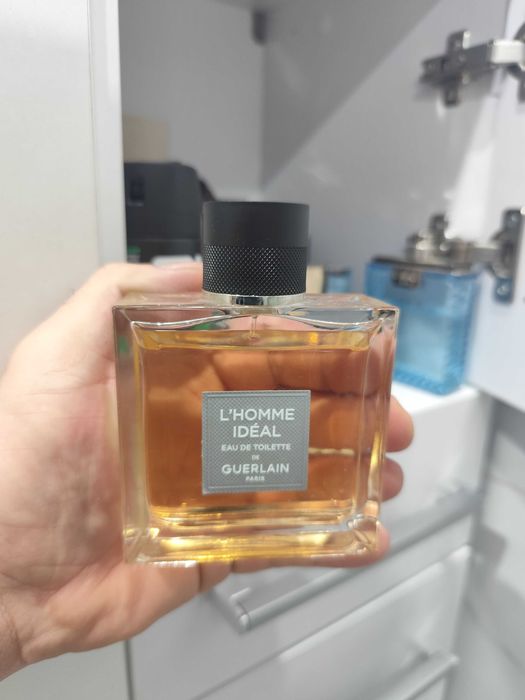 L'HOMME
IDÉAL
EAU DE TOILETTE
DE
GUERLAIN
PARIS